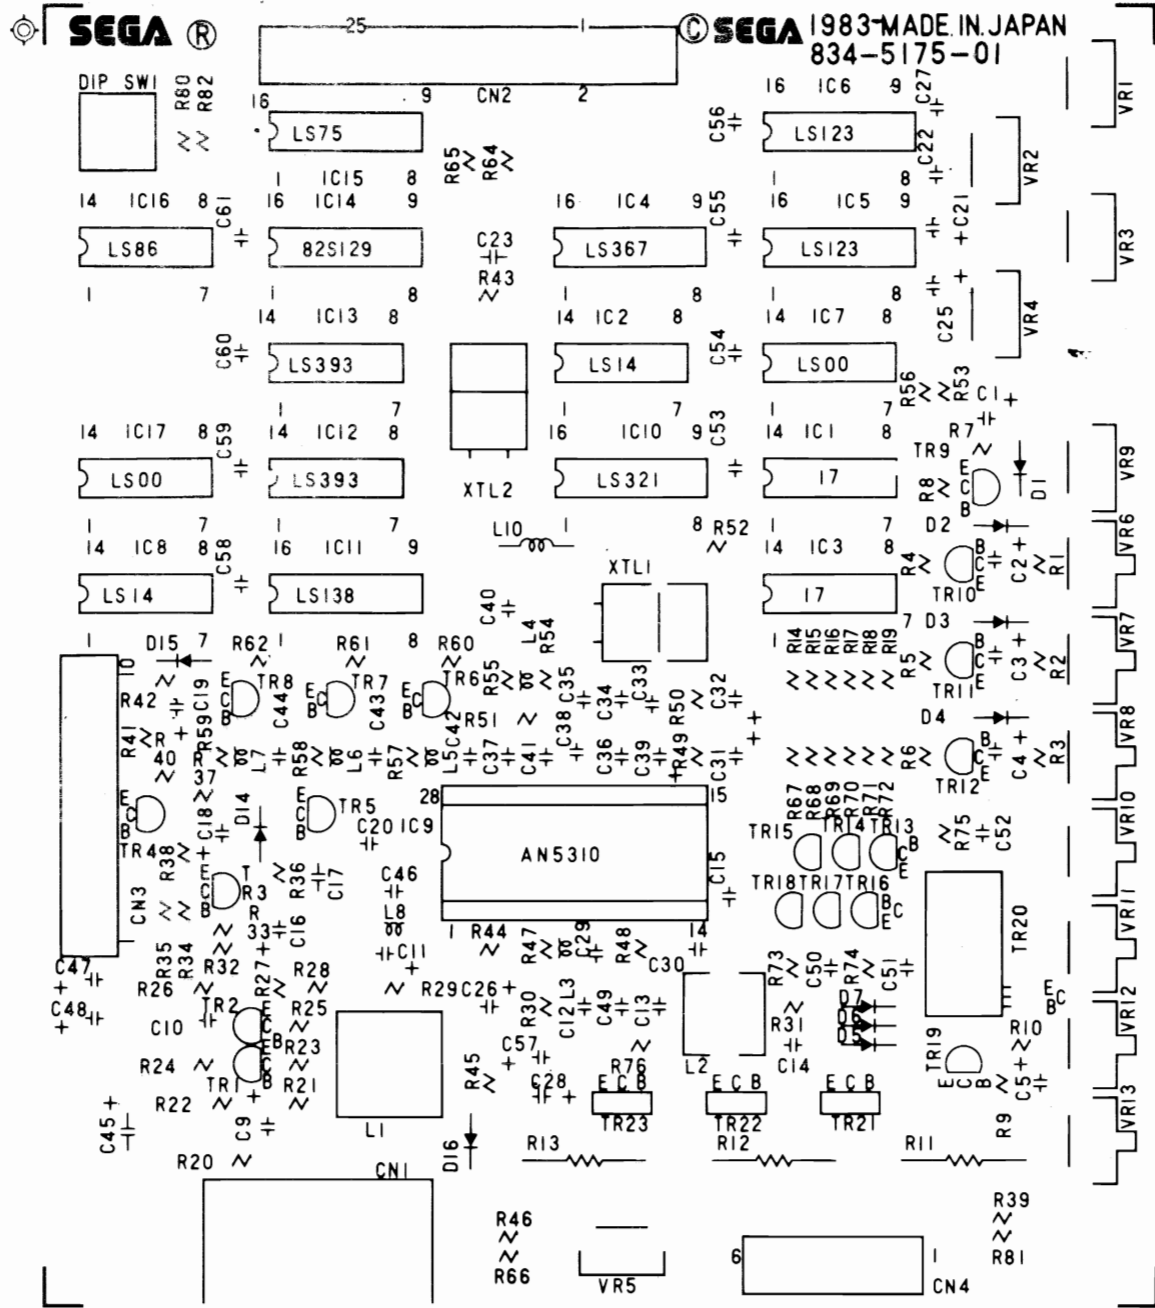 SEGA ® 25 1 © SEGA 1983 MADE. IN. JAPAN
834-5175-01
DIP SW1 R80 R82 16 9 CN2 2 C56 16 IC6 9 C27 VR1
LS75 LS123 C22
R65 R64 VR2
1 IC15 8 1 8
14 IC16 8 C61 16 IC14 9 16 IC4 9 C55 16 IC5 9 C21
LS86 82S129 C23 LS367 LS123 + VR3
R43 +
1 7 1 8 1 8 1 8
14 IC13 8 14 IC2 8 14 IC7 8 C25 VR4
C60 LS393 LS14 C54 LS00
R56 R53 C1 +
1 7 7 1 7
14 IC17 8 C59 14 IC12 8 16 IC10 9 C53 14 IC1 8 R7 VR9
TR9 E
LS00 LS393 XTL2 LS321 17 R8 C D1
B
1 7 1 7 L10 1 8 R52 D2 VR6
14 IC8 8 C58 16 IC11 9 14 IC3 8 R4 B C E C2 + R1
XTL1 TR10
LS14 LS138 C40 17
L4 R54 7 D3 VR7
1 D15 7 R62 1 R61 8 R60 1 R14 R15 R16 R17 R18 R19
10 R5 B C E C3 + R2
R42 C19 E C B TR8 C44 E C B TR7 C43 E C B TR6 R55 C35 C34 C33 R50 C32 TR11
R41 R + R59 C42 R51 C38 + D4 VR8
40 R L7 R58 L6 R57 L5 C37 C41 C36 C39 R49 C31 + R6 B C E C4 + R3
37 + TR12
E C B C18 D14 E C B TR5 28 15 R67 R68 R69 R70 R71 R72 VR10
C20 IC9 TR15 TR14 TR13 B C E R75 C52
TR4 R38 + T AN5310 C15
E C B R3 R36 C17 C46 TR18 TR17 TR16 B C E VR11
CN3 R L8 TR20
33 C16 1 R44 R47 C29 R48 14
R35 R34 + C11
C47 R32 R27 R28 + C30 R73 C50 R74 C51
+ R26 R29 C26 + R30 C12 L3 C49 C13 D7 E C B VR12
C48 TR2 E C B R25 D6 R10
+ C10 R31 D5 TR19
R24 E C B R23 C57 + R76 L2 C14 E C B C5
TR1 R21 R45 C28 + E C B E C B E C B
C45 + R22 + C9 L1 TR23 TR22 TR21 R9 VR13
R20 CN1 D16 R13 R12 R11
R46 R39
R66 VR5 6 1 R81
CN4